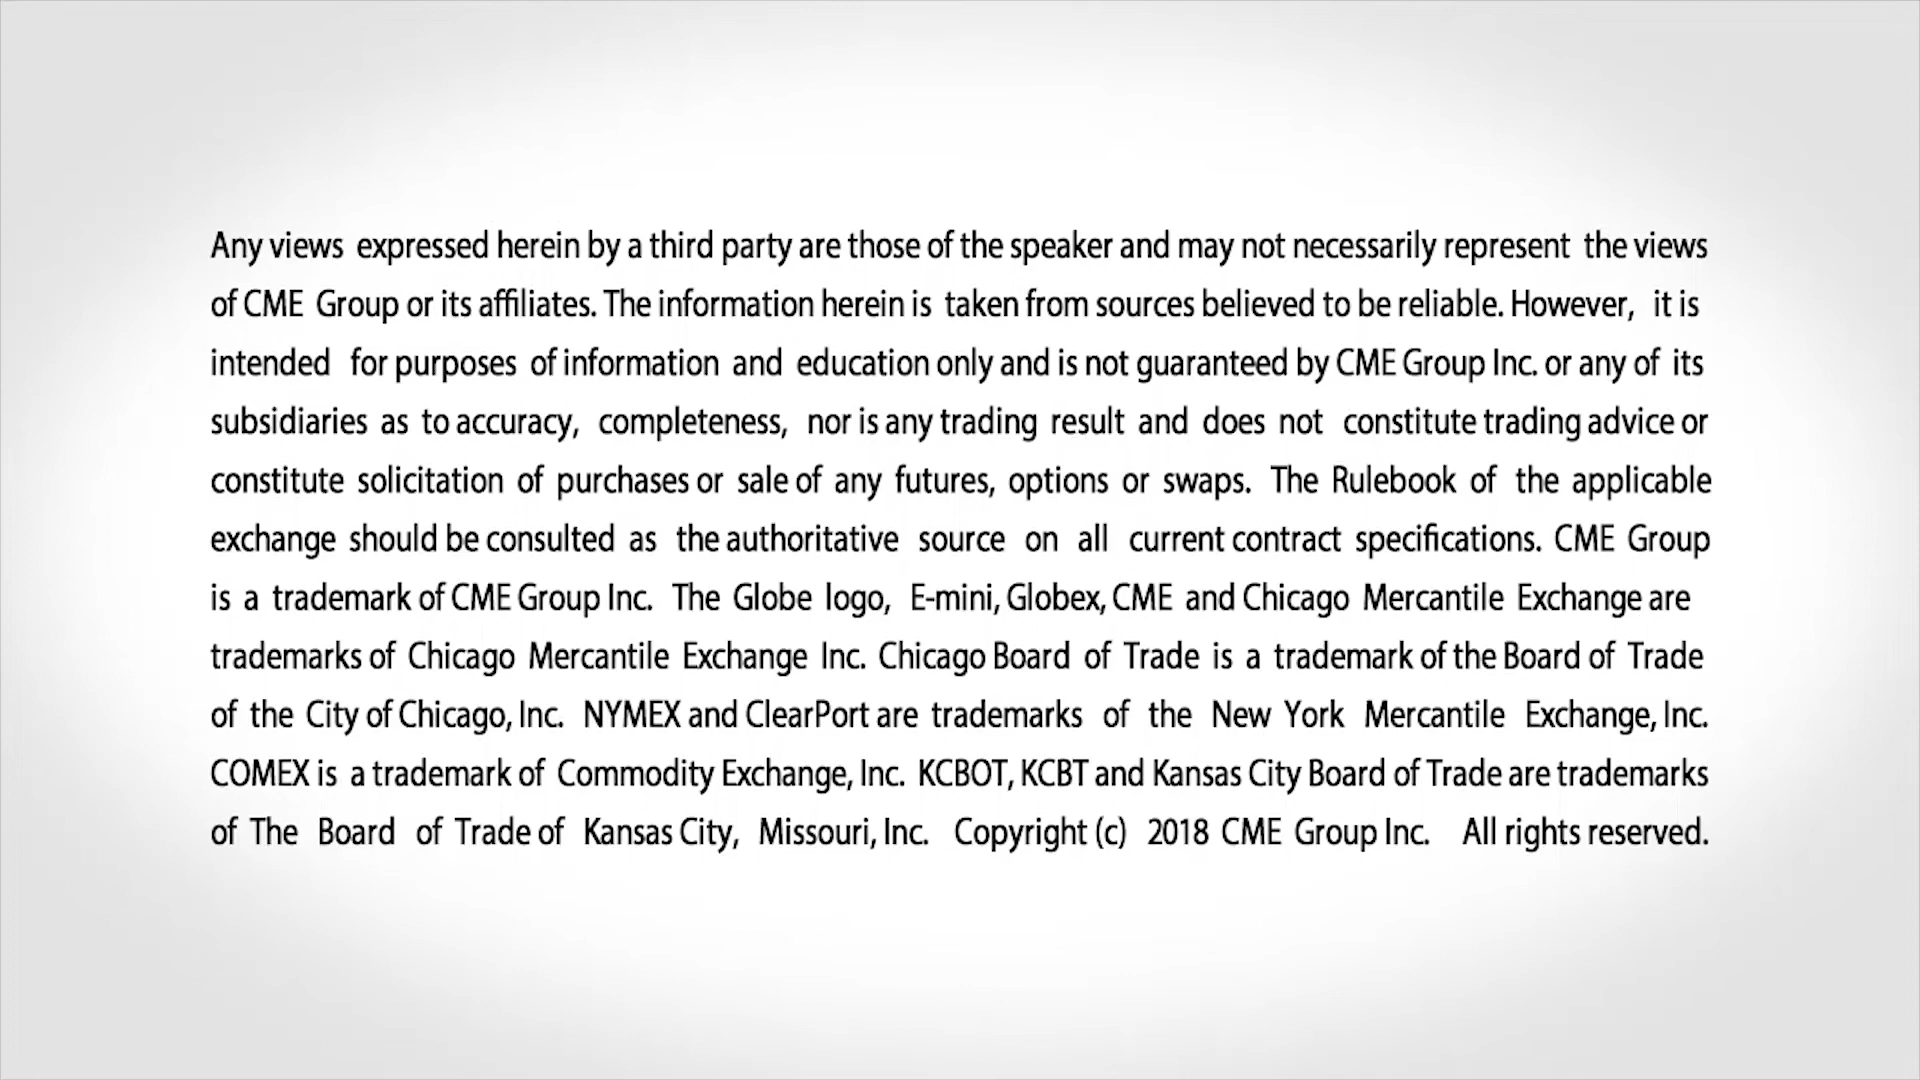 Any views expressed herein by a third party are those of the speaker and may not necessarily represent the views
of CME Group or its affiliates. The information herein is taken from sources believed to be reliable. However, it is
intended for purposes of information and education only and is not guaranteed by CME Group Inc. or any of its
subsidiaries as to accuracy, completeness, nor is any trading result and does not constitute trading advice or
constitute solicitation of purchases or sale of any futures, options or swaps. The Rulebook of the applicable
exchange should be consulted as the authoritative source on all current contract specifications. CME Group
is a trademark of CME Group Inc. The Globe logo, E-mini, Globex, CME and Chicago Mercantile Exchange are
trademarks of Chicago Mercantile Exchange Inc. Chicago Board of Trade is a trademark of the Board of Trade
of the City of Chicago, Inc. NYMEX and ClearPort are trademarks of the New York Mercantile Exchange, Inc.
COMEX is a trademark of Commodity Exchange, Inc. KCBOT, KCBT and Kansas City Board of Trade are trademarks
of The Board of Trade of Kansas City, Missouri, Inc. Copyright (c) 2018 CME Group Inc. All rights reserved.